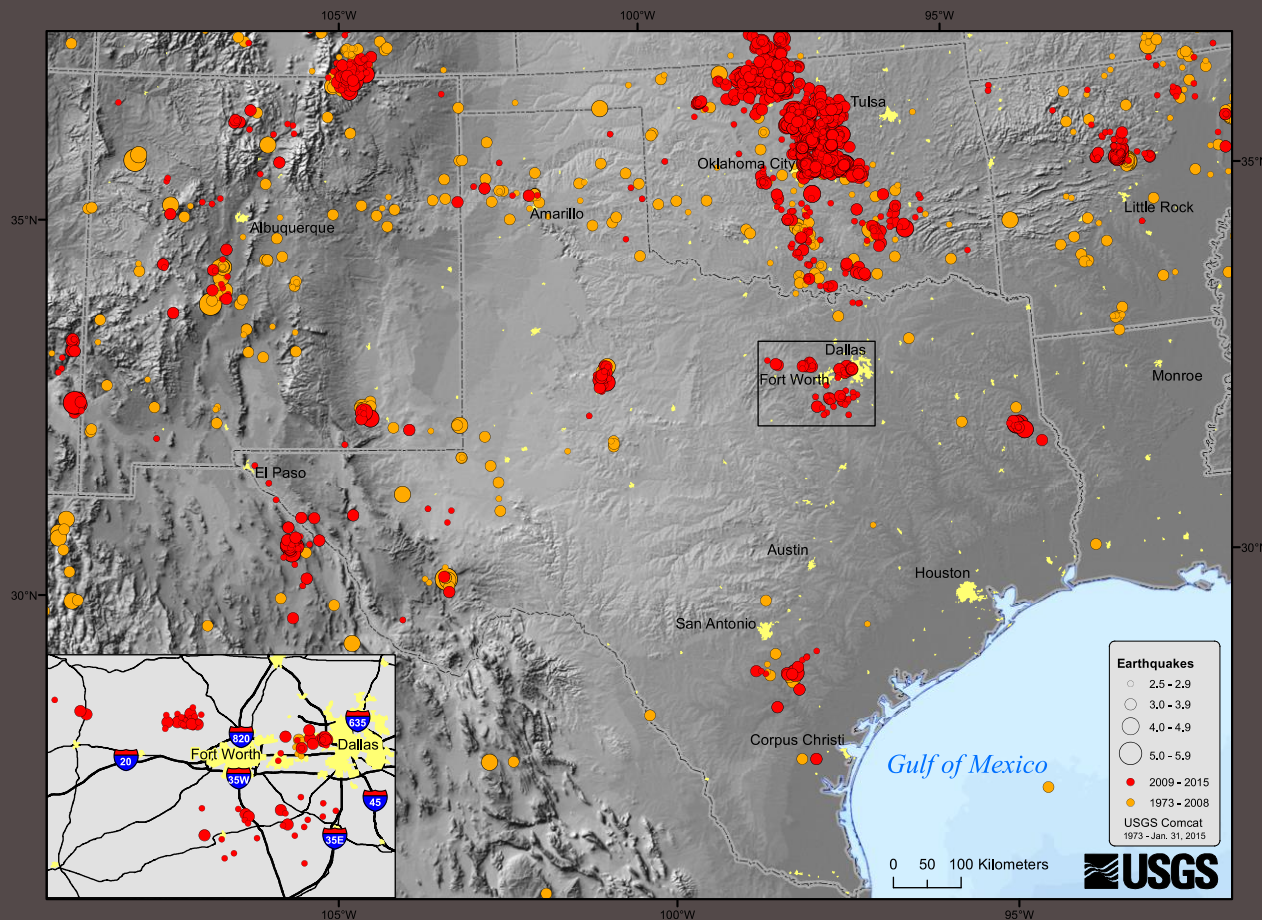 105°W
100°W
95°W
Tulsa
Oklahoma City
35°N
35°N
Amarillo
Little Rock
Albuquerque
Dallas
Fort Worth
Monroe
El Paso
Austin
30°N
Houston
30°N
San Antonio
Earthquakes
2.5 - 2.9
3.0 - 3.9
4.0 - 4.9
5.0 - 5.9
2009 - 2015
1973 - 2008
USGS Comcat
1973 - Jan. 31, 2015
635
820
Fort Worth
Dallas
20
35W
45
35E
Corpus Christi
Gulf of Mexico
0 50 100 Kilometers
USGS
105°W
100°W
95°W